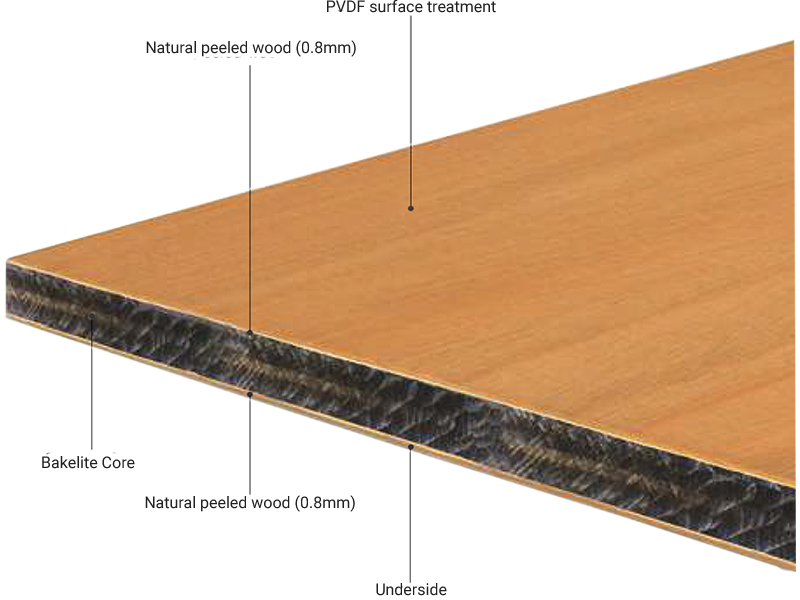 PVDF surface treatment
Natural peeled wood (0.8mm)
Bakelite Core
Natural peeled wood (0.8mm)
Underside